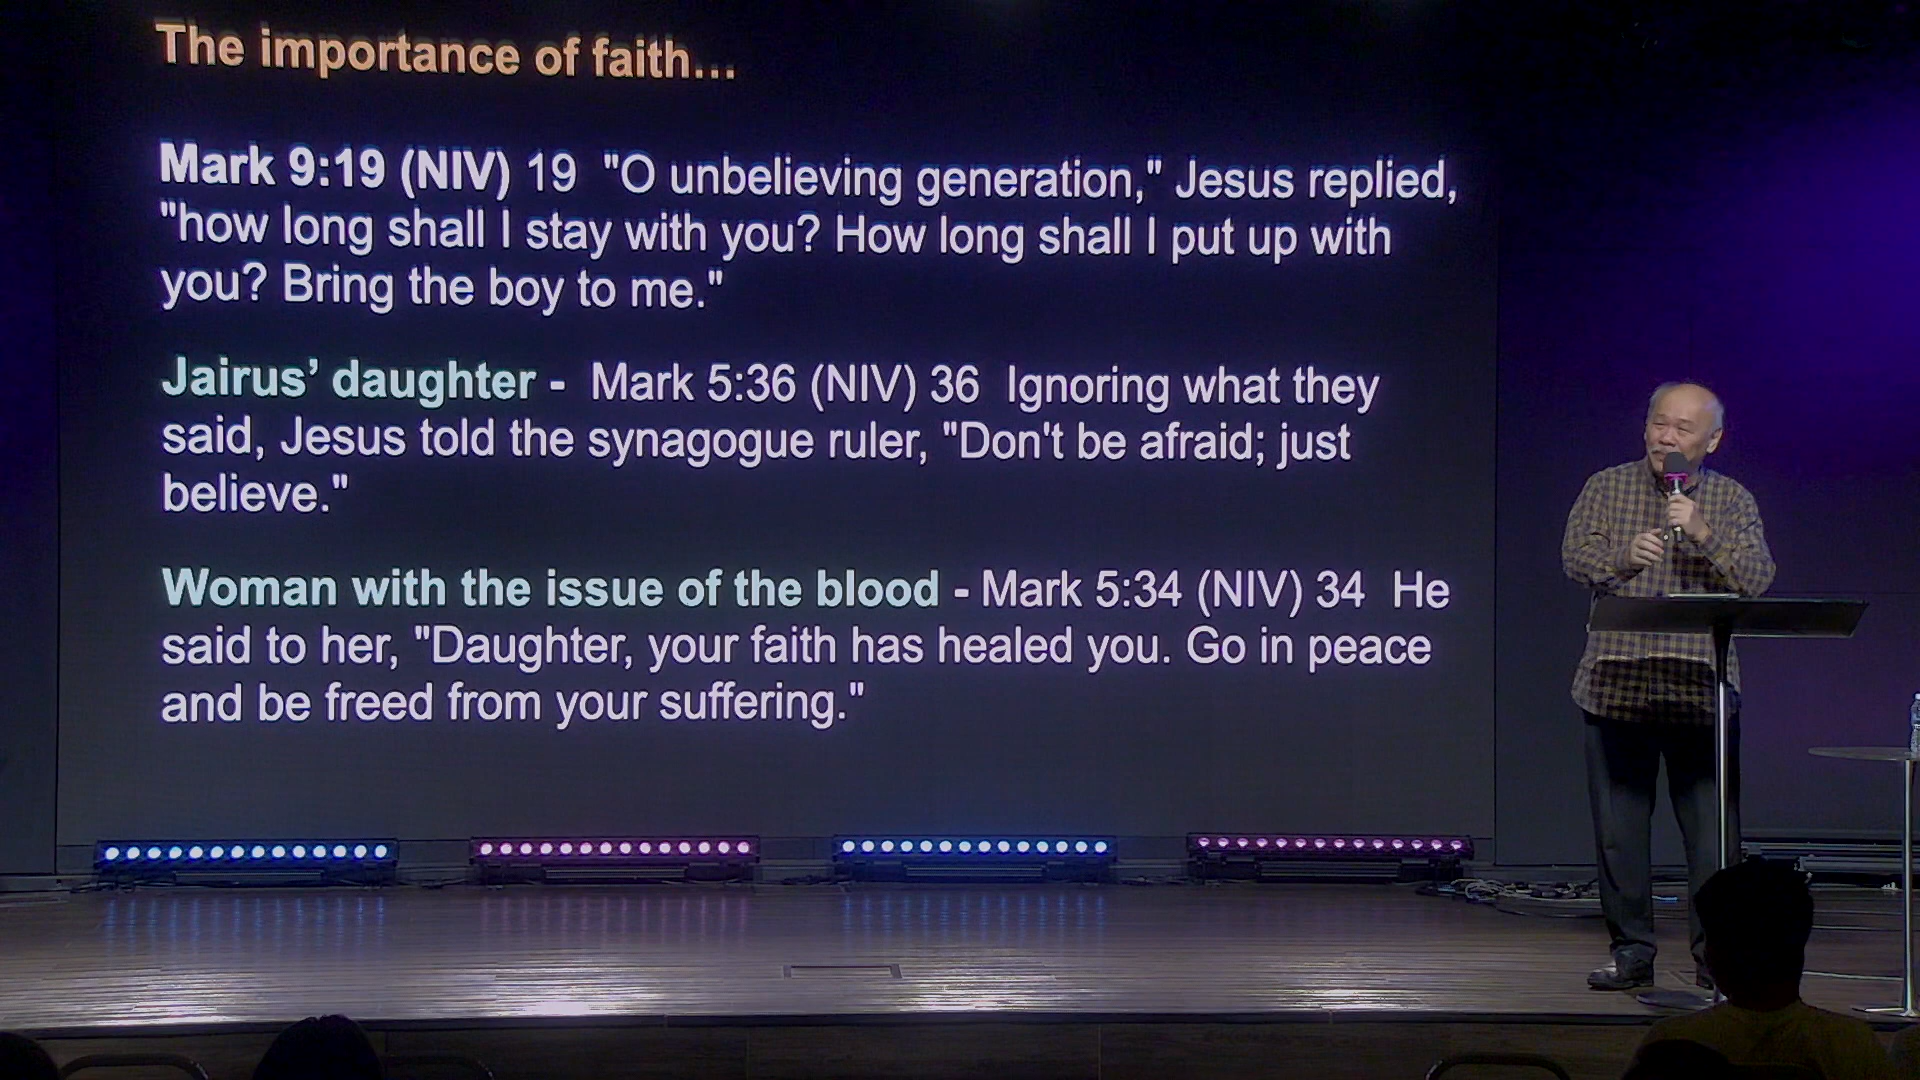 The importance of faith...
Mark 9:19 (NIV) 19 "O unbelieving generation," Jesus replied,
"how long shall I stay with you? How long shall I put up with
you? Bring the boy to me."
Jairus’ daughter - Mark 5:36 (NIV) 36 Ignoring what they
said, Jesus told the synagogue ruler, "Don't be afraid; just
believe."
Woman with the issue of the blood - Mark 5:34 (NIV) 34 He
said to her, "Daughter, your faith has healed you. Go in peace
and be freed from your suffering."